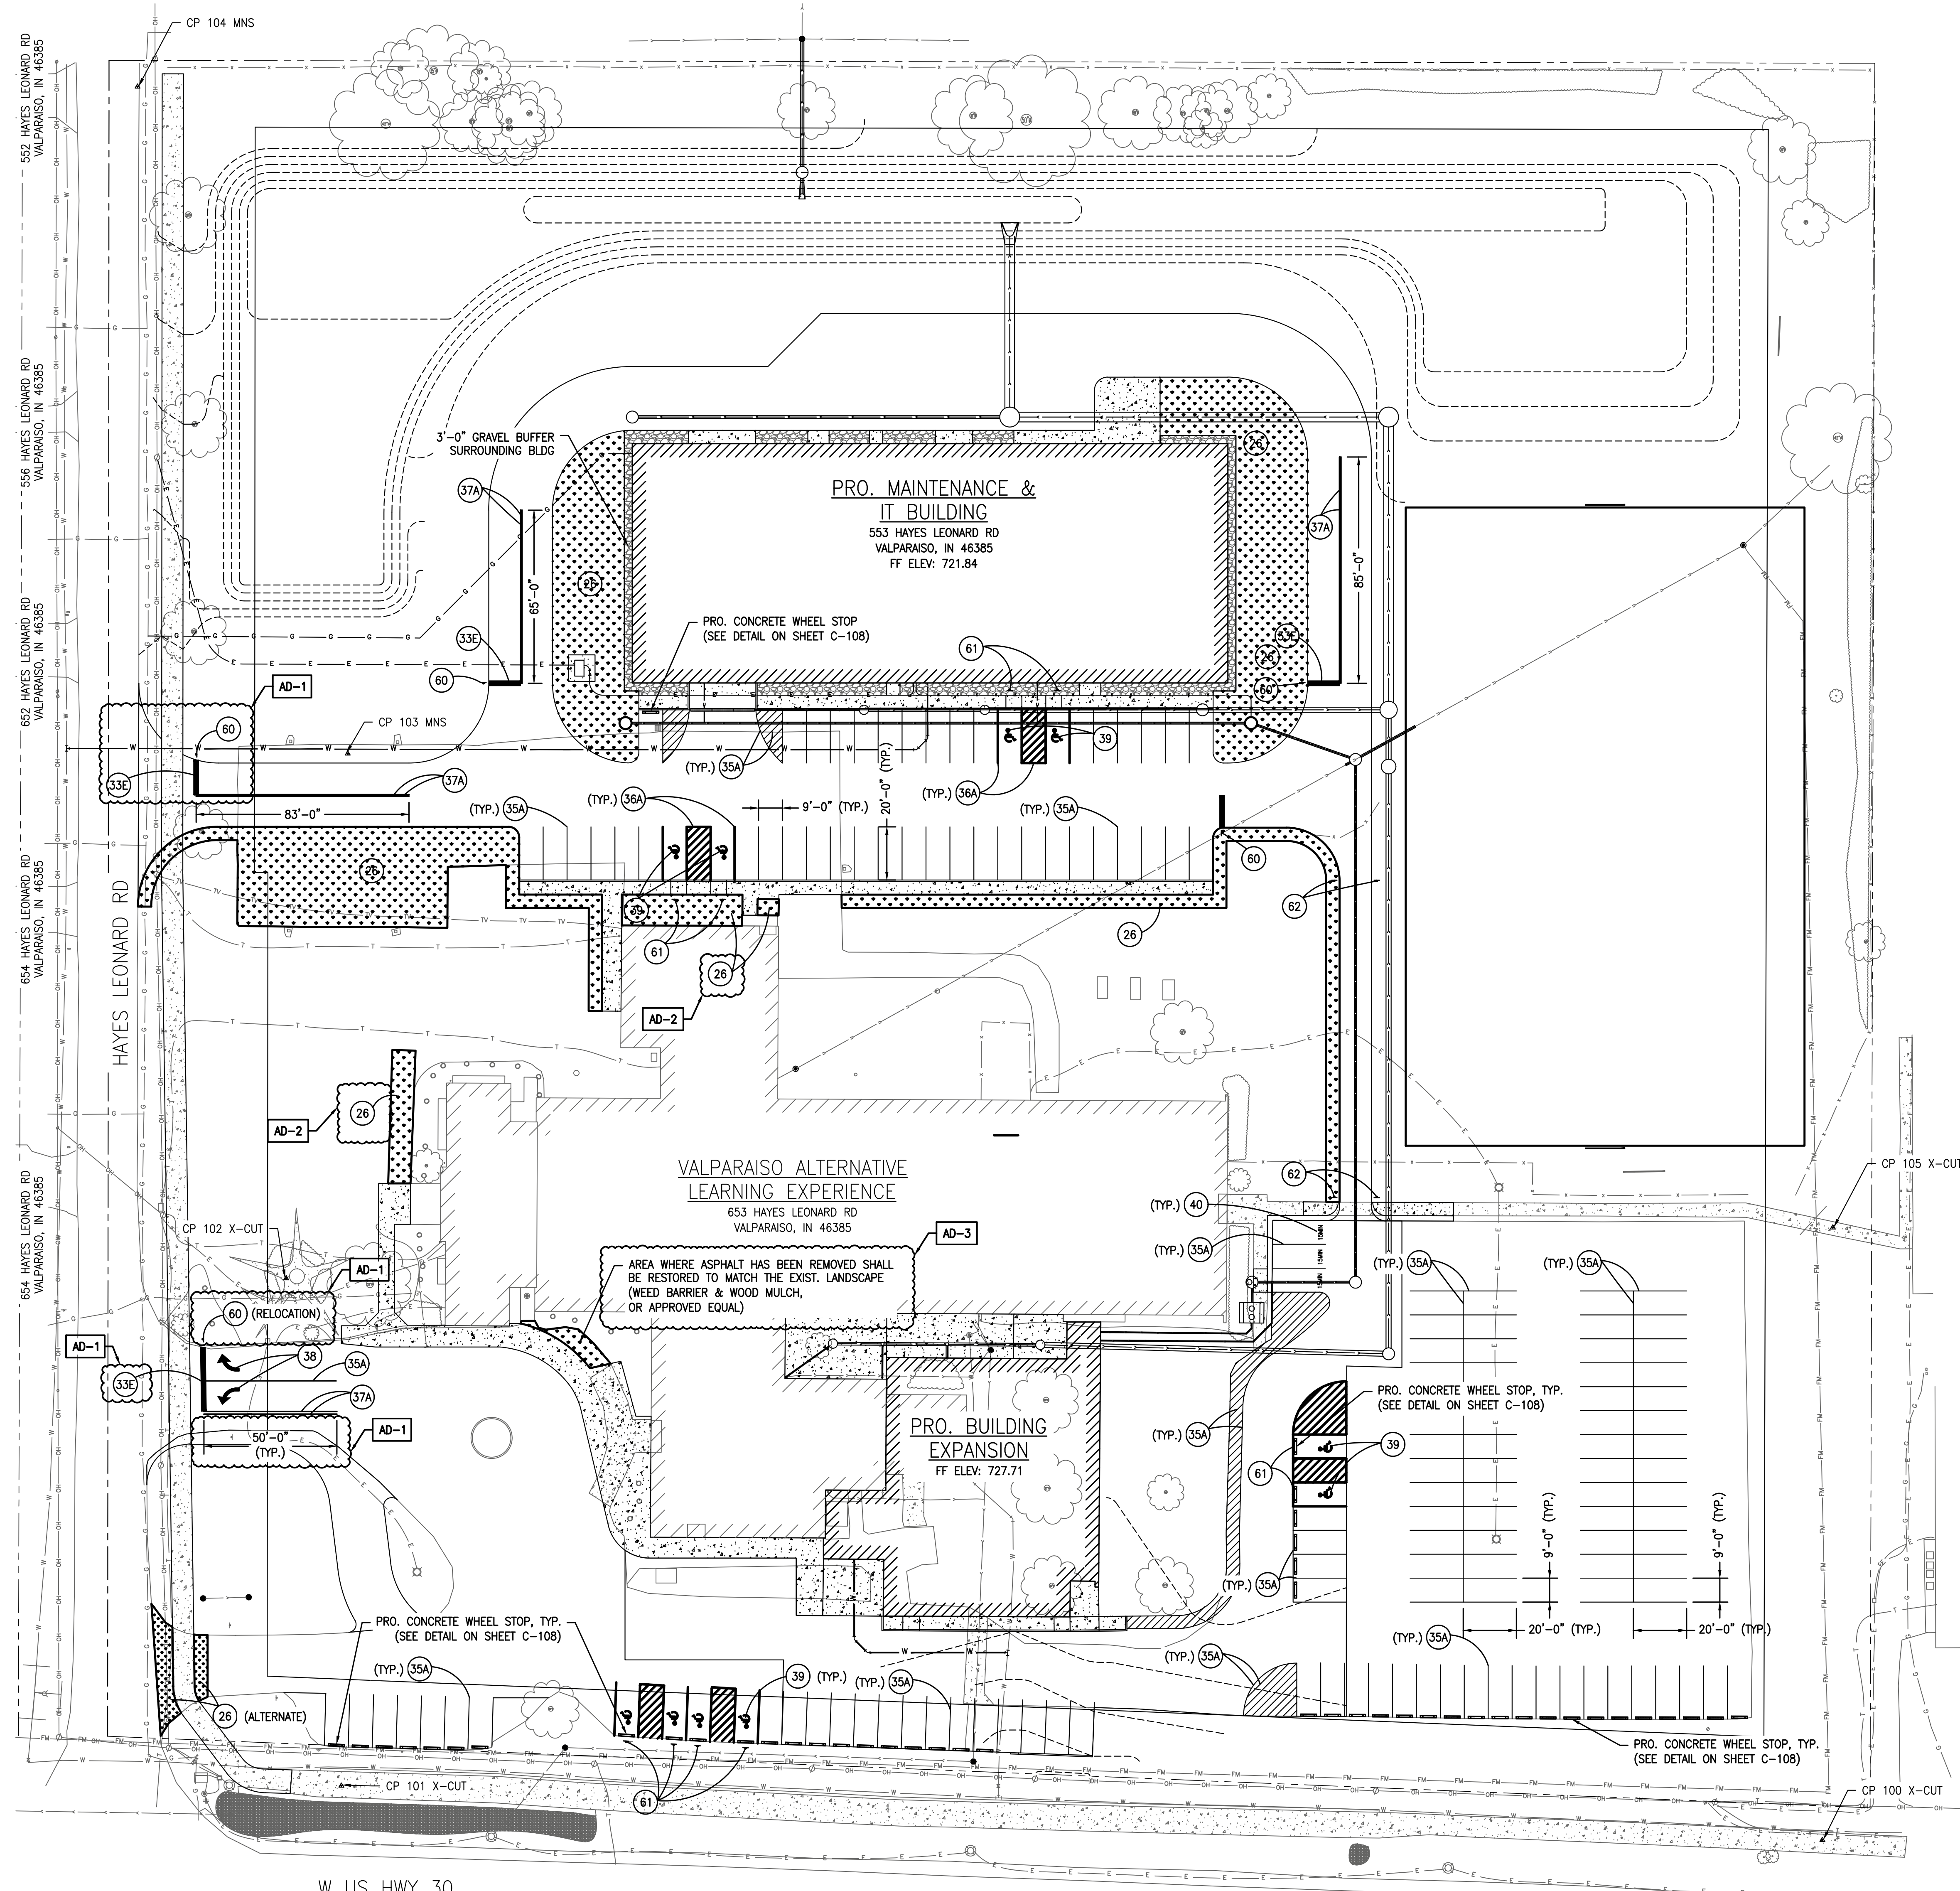 CP 104 MNS
552 HAYES LEONARD RD
VALPARAISO, IN 46385
556 HAYES LEONARD RD
VALPARAISO, IN 46385
652 HAYES LEONARD RD
VALPARAISO, IN 46385
654 HAYES LEONARD RD
VALPARAISO, IN 46385
654 HAYES LEONARD RD
VALPARAISO, IN 46385
HAYES LEONARD RD
3'-0" GRAVEL BUFFER
SURROUNDING BLDG
37A
65'-0"
26
33E
60
PRO. MAINTENANCE &
IT BUILDING
553 HAYES LEONARD RD
VALPARAISO, IN 46385
FF ELEV: 721.84
26
37A
85'-0"
33E
26
60
PRO. CONCRETE WHEEL STOP
(SEE DETAIL ON SHEET C-108)
61
AD-1
60
CP 103 MNS
33E
37A
83'-0"
(TYP.) 35A
39
(TYP.) 36A
(TYP.) 35A
(TYP.) 36A
9'-0" (TYP.)
20'-0" (TYP.)
(TYP.) 35A
60
26
39
61
26
AD-2
26
62
AD-2
26
VALPARAISO ALTERNATIVE
LEARNING EXPERIENCE
653 HAYES LEONARD RD
VALPARAISO, IN 46385
62
CP 105 X-CUT
(TYP.) 40
15MIN
15MIN
15MIN
(TYP.) 35A
(TYP.) 35A
(TYP.) 35A
CP 102 X-CUT
AD-1
60 (RELOCATION)
AD-3
AREA WHERE ASPHALT HAS BEEN REMOVED SHALL
BE RESTORED TO MATCH THE EXIST. LANDSCAPE
(WEED BARRIER & WOOD MULCH,
OR APPROVED EQUAL)
AD-1
33E
38
35A
37A
AD-1
50'-0"
(TYP.)
PRO. BUILDING
EXPANSION
FF ELEV: 727.71
(TYP.) 35A
PRO. CONCRETE WHEEL STOP, TYP.
(SEE DETAIL ON SHEET C-108)
39
61
(TYP.) 35A
9'-0" (TYP.)
9'-0" (TYP.)
20'-0" (TYP.)
20'-0" (TYP.)
PRO. CONCRETE WHEEL STOP, TYP.
(SEE DETAIL ON SHEET C-108)
(TYP.) 35A
39 (TYP.)
(TYP.) 35A
(TYP.) 35A
(TYP.) 35A
26 (ALTERNATE)
PRO. CONCRETE WHEEL STOP, TYP.
(SEE DETAIL ON SHEET C-108)
CP 101 X-CUT
61
CP 100 X-CUT
W US HWY 30